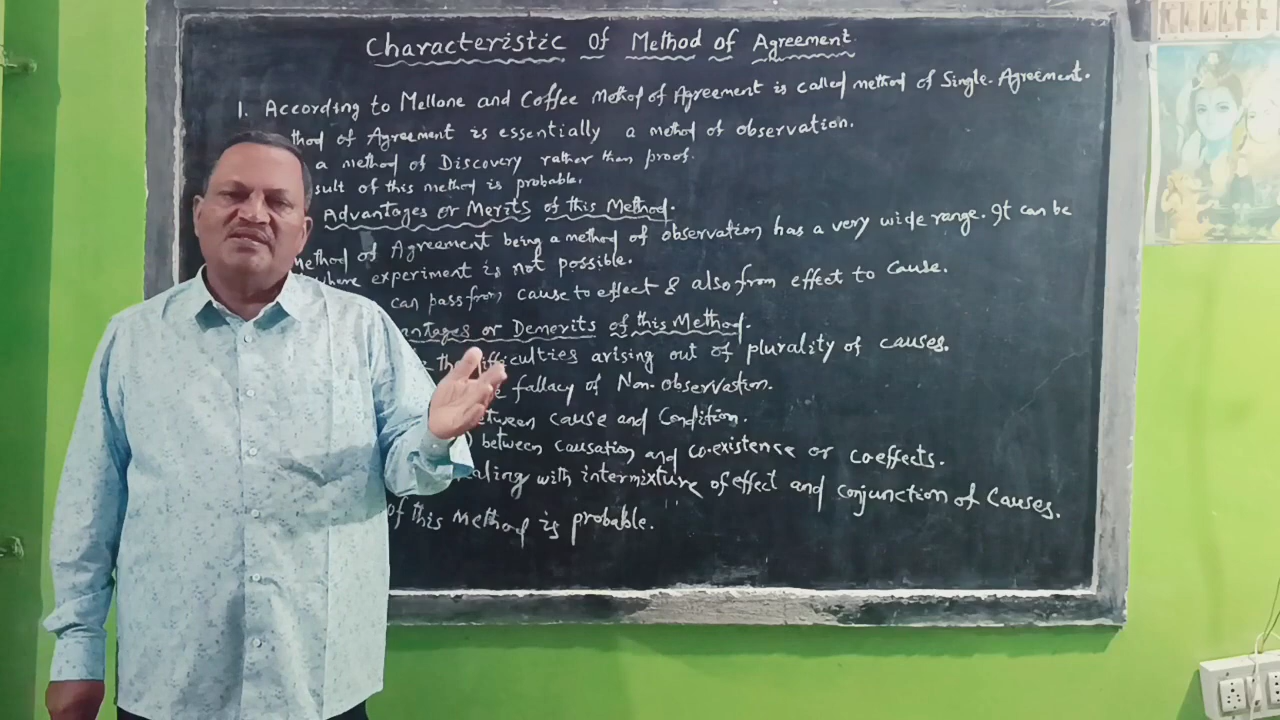 Characteristic of Method of Agreement
1. According to Mellone and Coffee Method of Agreement is called method of Single-Agreement.
thod of Agreement is essentially a method of observation.
a method of Discovery rather than proof.
sult of this method is probable.
Advantages or Merits of this Method.
Method of Agreement being a method of observation has a very wide range. It can be
where experiment is not possible.
can pass from cause to effect & also from effect to cause.
antages or Demerits of this Method.
the difficulties arising out of plurality of causes.
fallacy of Non-observation.
etween cause and Condition.
between causation and co-existence or coeffects.
ealing with intermixture of effect and conjunction of Causes.
of this Method is probable.